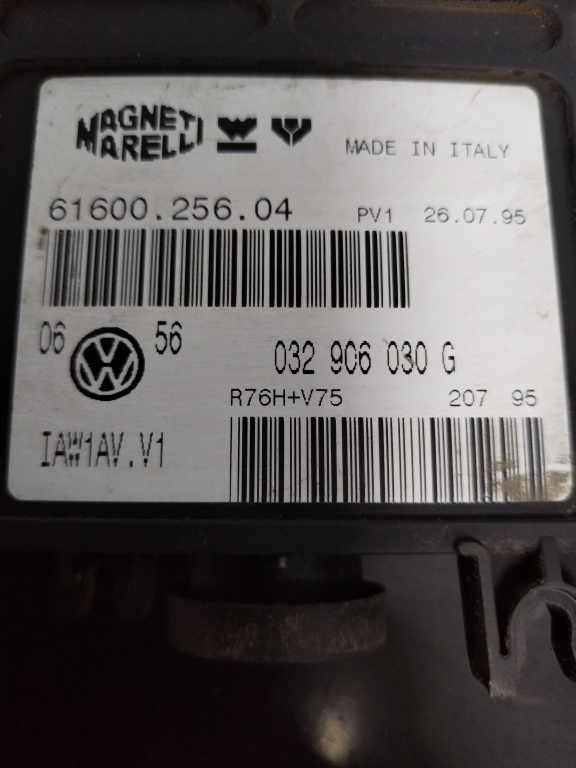 MAGNETI
MARELLI
MADE IN ITALY
61600.256.04
PV1 26.07.95
06 56
032 906 030 G
R76H+V75 207 95
IAW1AV.V1